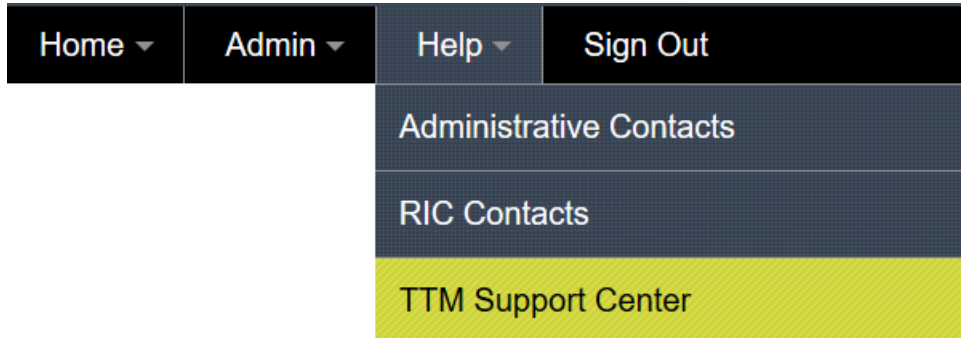 Home Admin Help Sign Out
Administrative Contacts
RIC Contacts
TTM Support Center